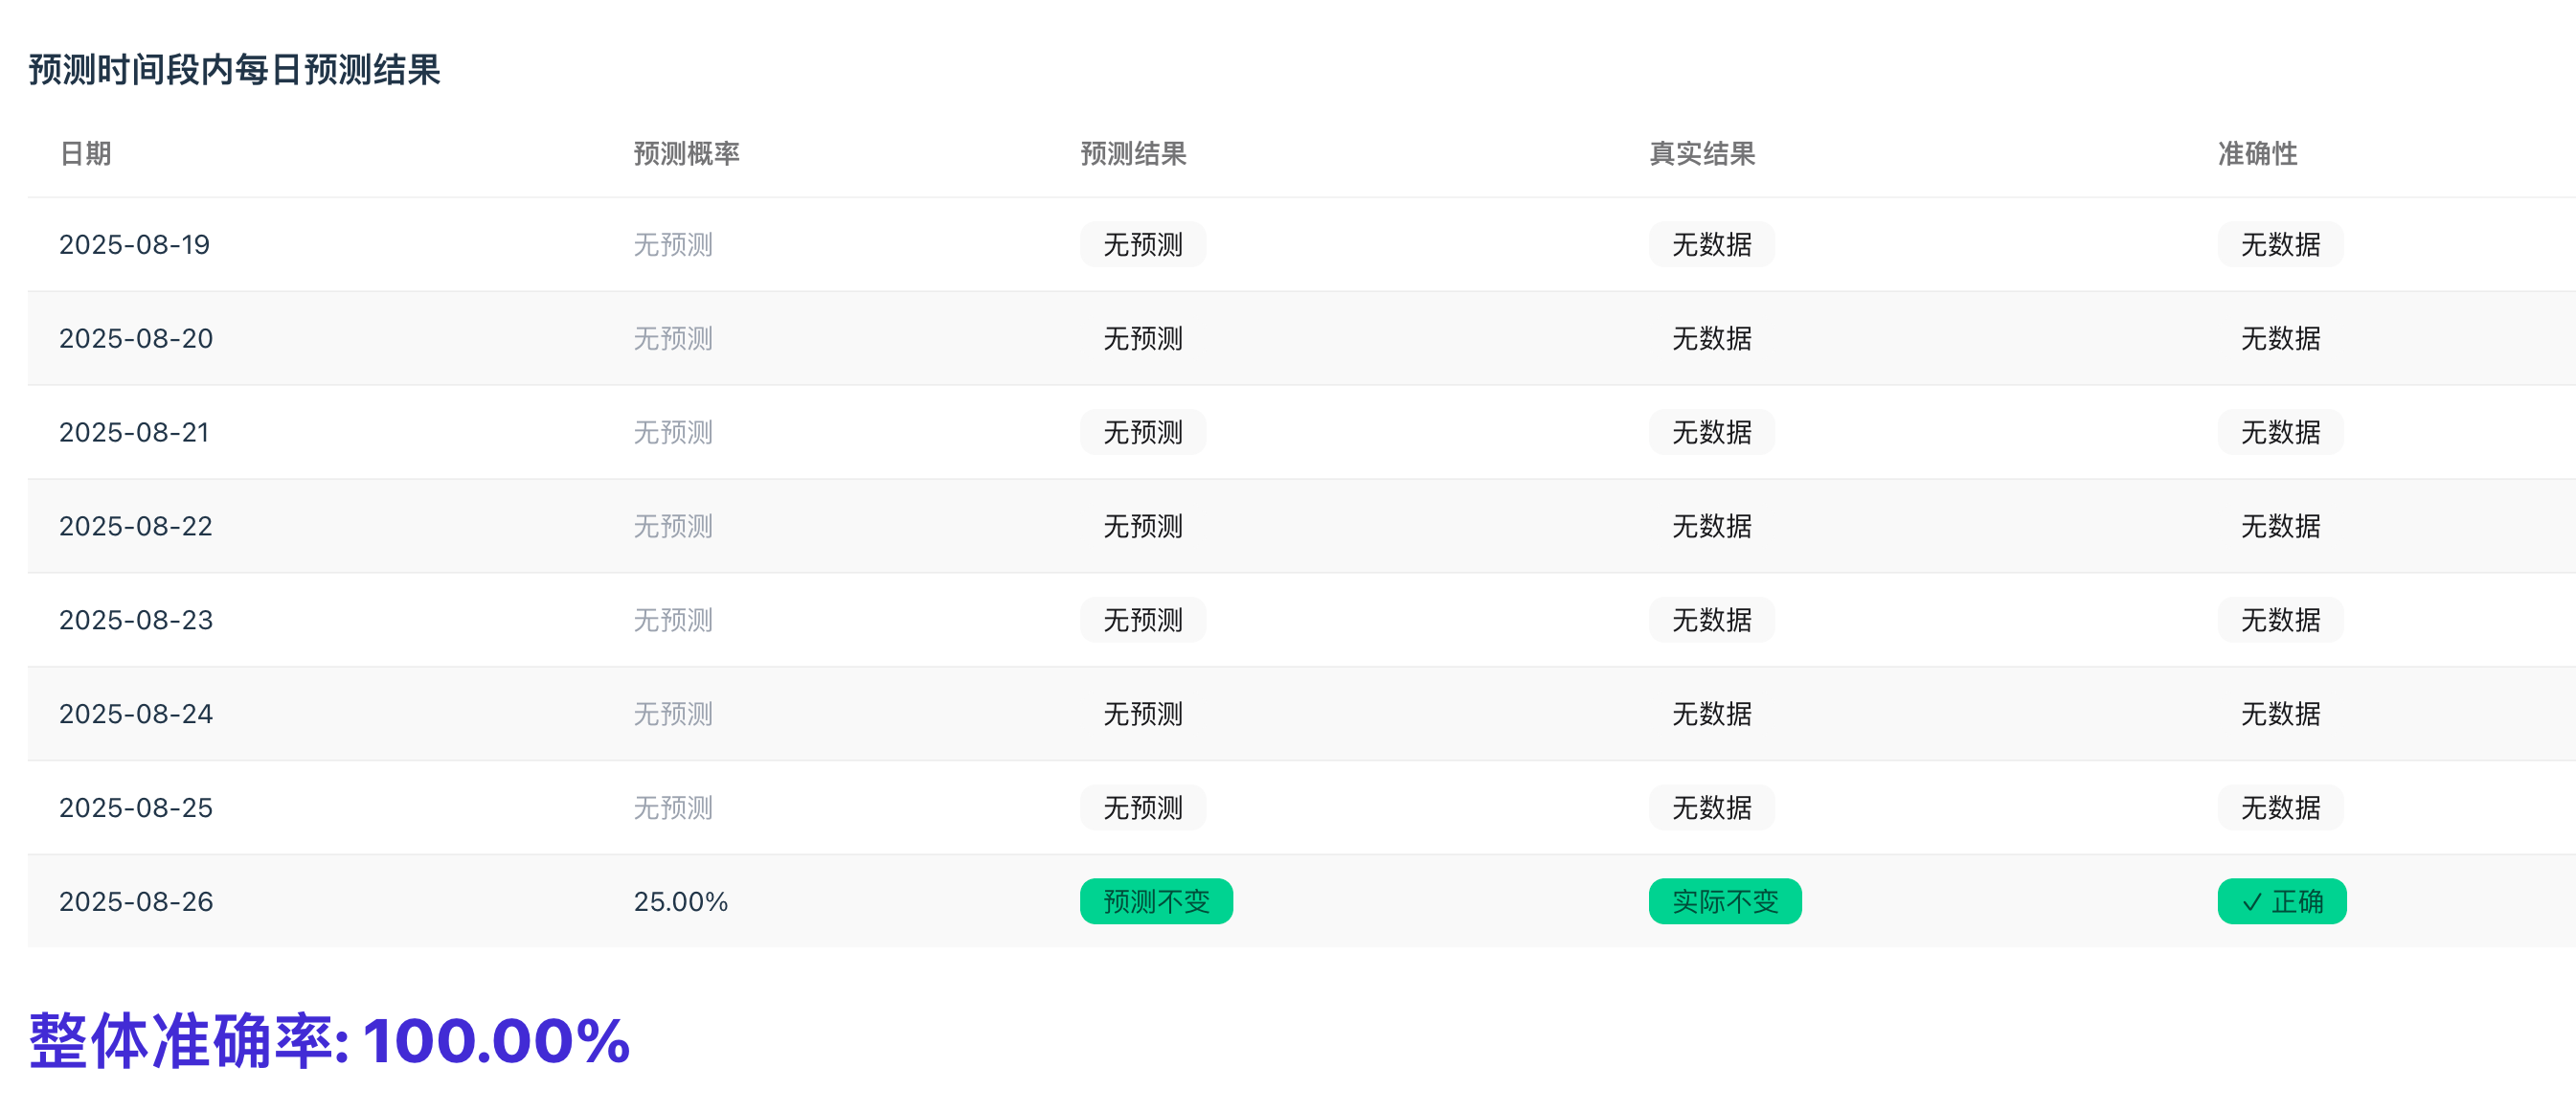 预测时间段内每日预测结果
日期 预测概率 预测结果 真实结果 准确性
2025-08-19 无预测 无预测 无数据 无数据
2025-08-20 无预测 无预测 无数据 无数据
2025-08-21 无预测 无预测 无数据 无数据
2025-08-22 无预测 无预测 无数据 无数据
2025-08-23 无预测 无预测 无数据 无数据
2025-08-24 无预测 无预测 无数据 无数据
2025-08-25 无预测 无预测 无数据 无数据
2025-08-26 25.00% 预测不变 实际不变 ✓ 正确
整体准确率: 100.00%